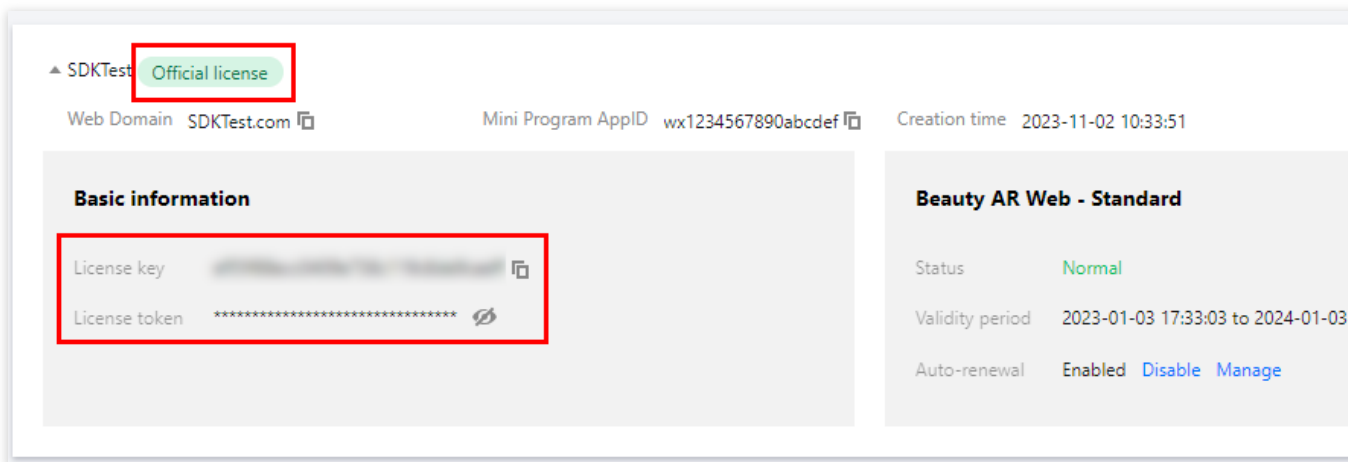 SDKTest Official license
Web Domain SDKTest.com Mini Program AppID wx1234567890abcdef Creation time 2023-11-02 10:33:51
Basic information
License key
License token ********************************
Beauty AR Web - Standard
Status Normal
Validity period 2023-01-03 17:33:03 to 2024-01-03
Auto-renewal Enabled Disable Manage